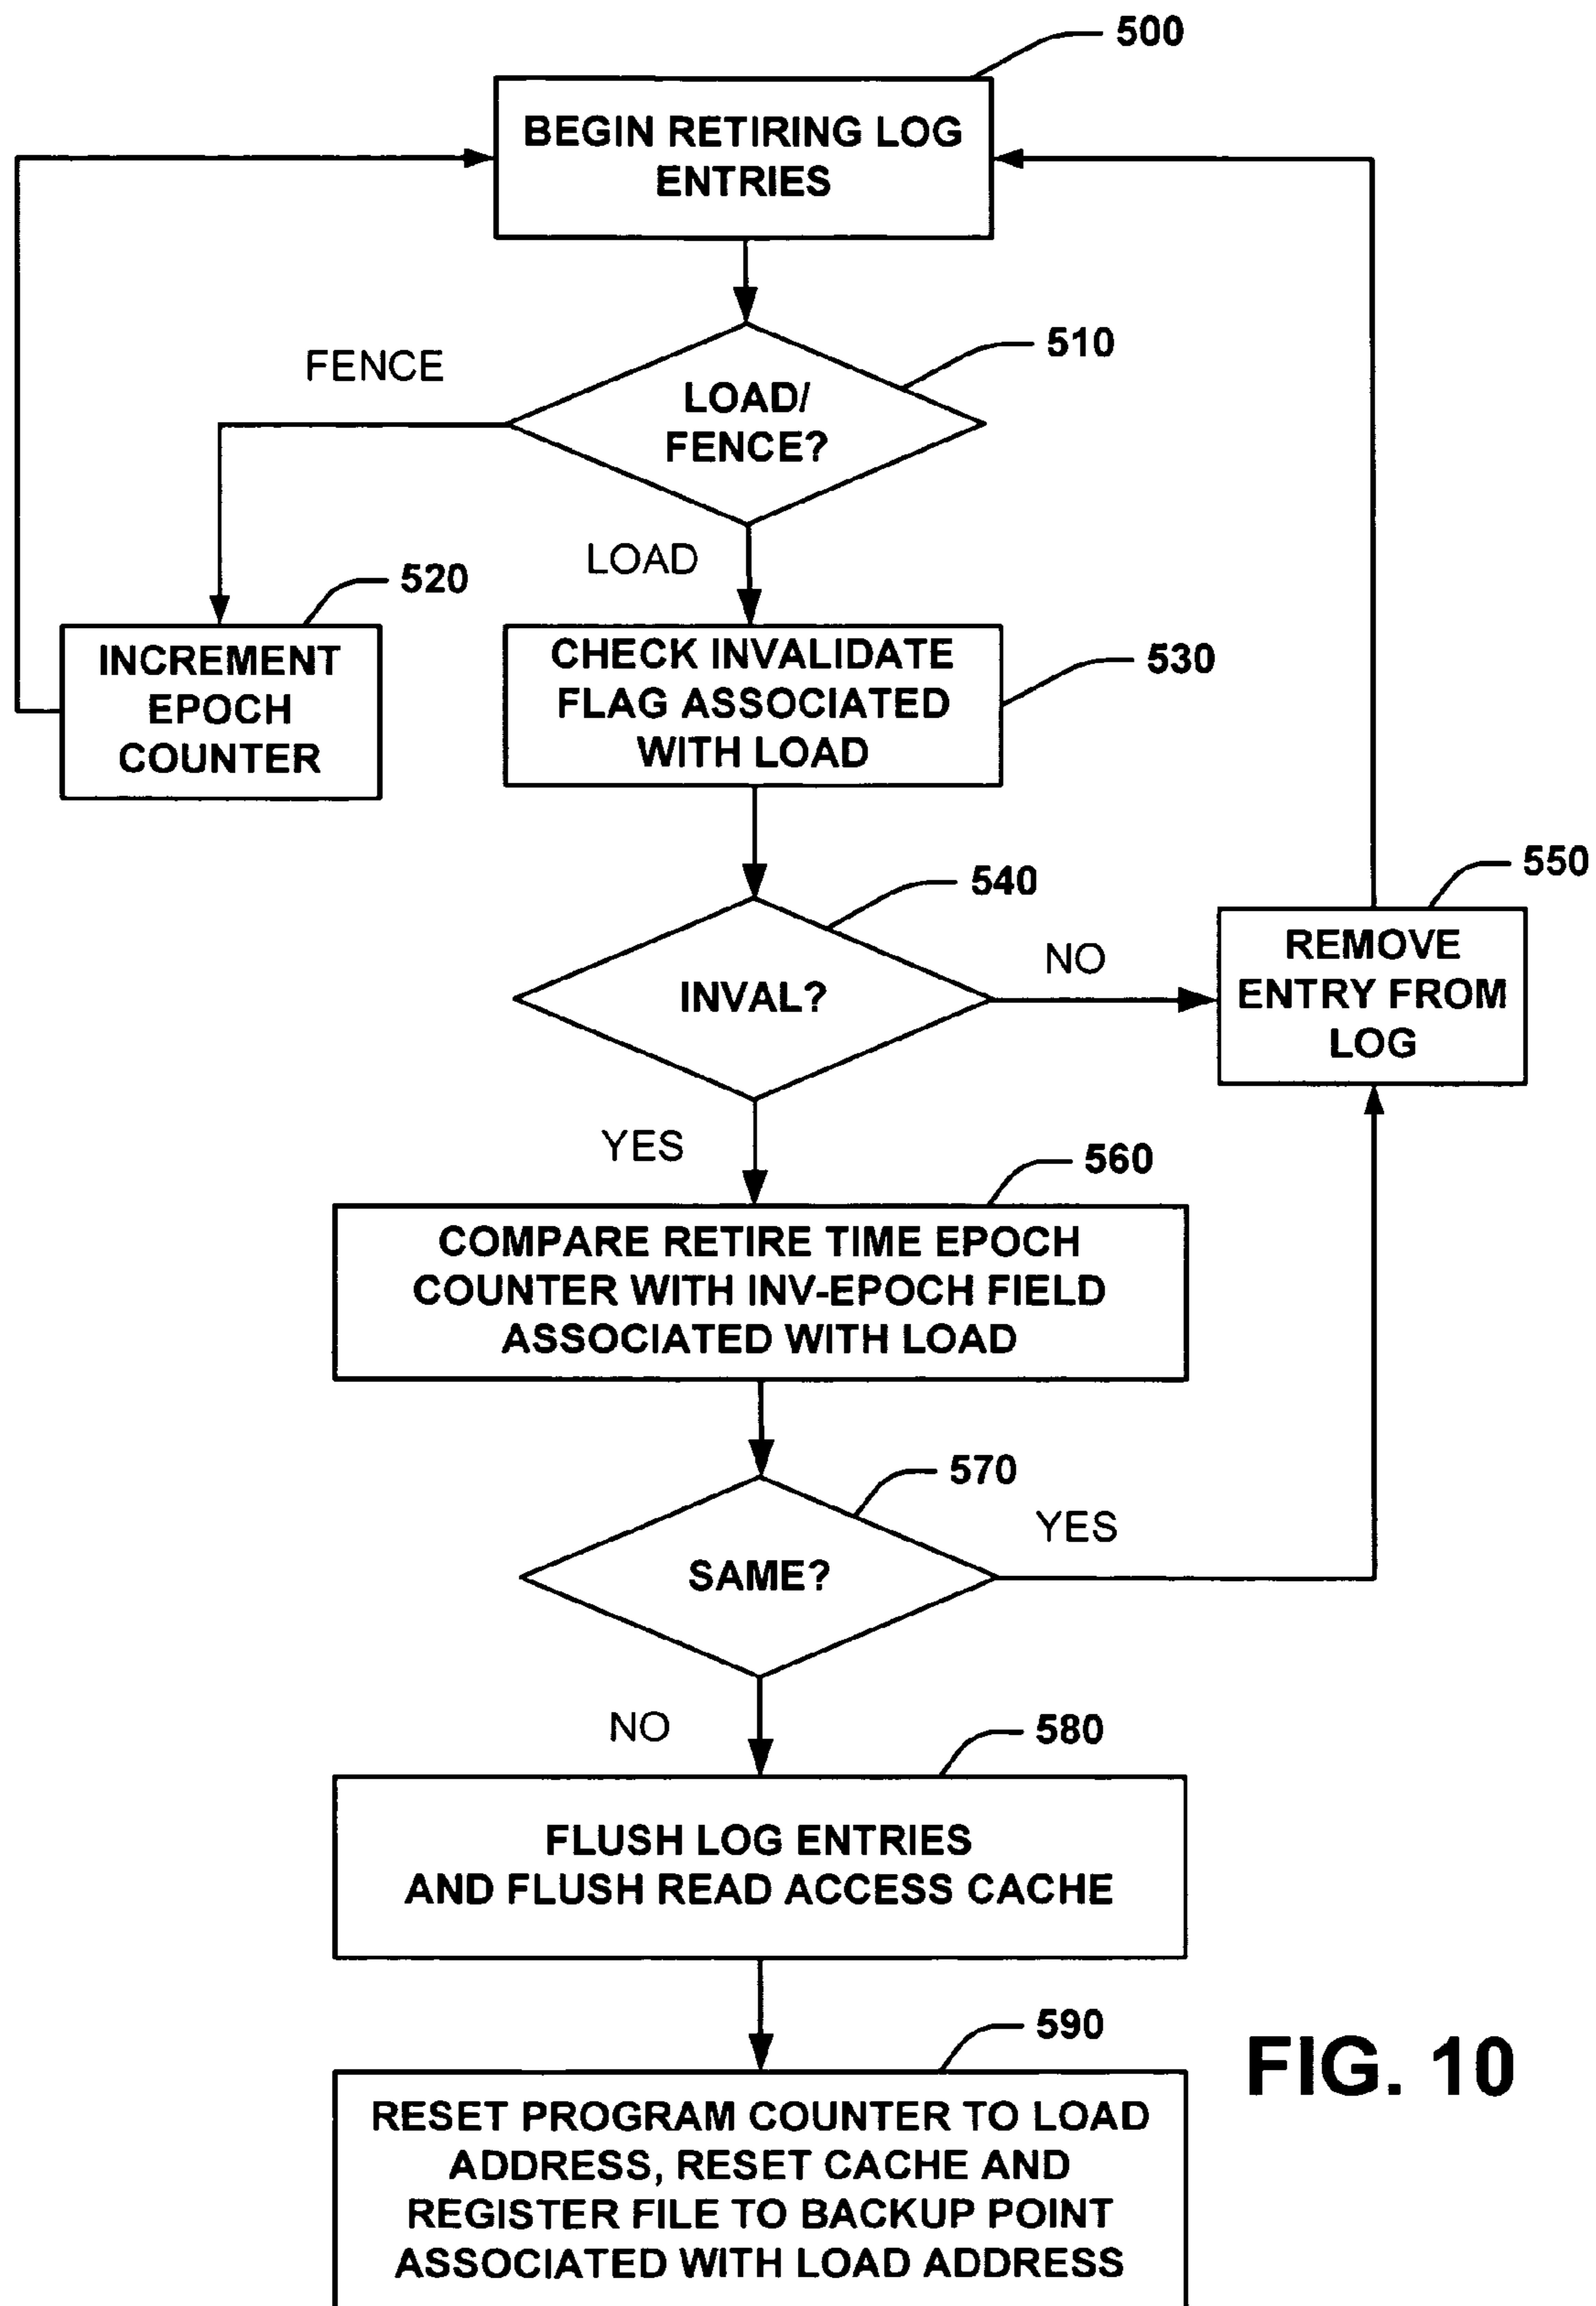 500
BEGIN RETIRING LOG
ENTRIES
510
FENCE
LOAD/
FENCE?
LOAD
520
INCREMENT
EPOCH
COUNTER
530
CHECK INVALIDATE
FLAG ASSOCIATED
WITH LOAD
540
INVAL?
NO
550
REMOVE
ENTRY FROM
LOG
YES
560
COMPARE RETIRE TIME EPOCH
COUNTER WITH INV-EPOCH FIELD
ASSOCIATED WITH LOAD
570
YES
SAME?
NO
580
FLUSH LOG ENTRIES
AND FLUSH READ ACCESS CACHE
590
RESET PROGRAM COUNTER TO LOAD
ADDRESS, RESET CACHE AND
REGISTER FILE TO BACKUP POINT
ASSOCIATED WITH LOAD ADDRESS
FIG. 10